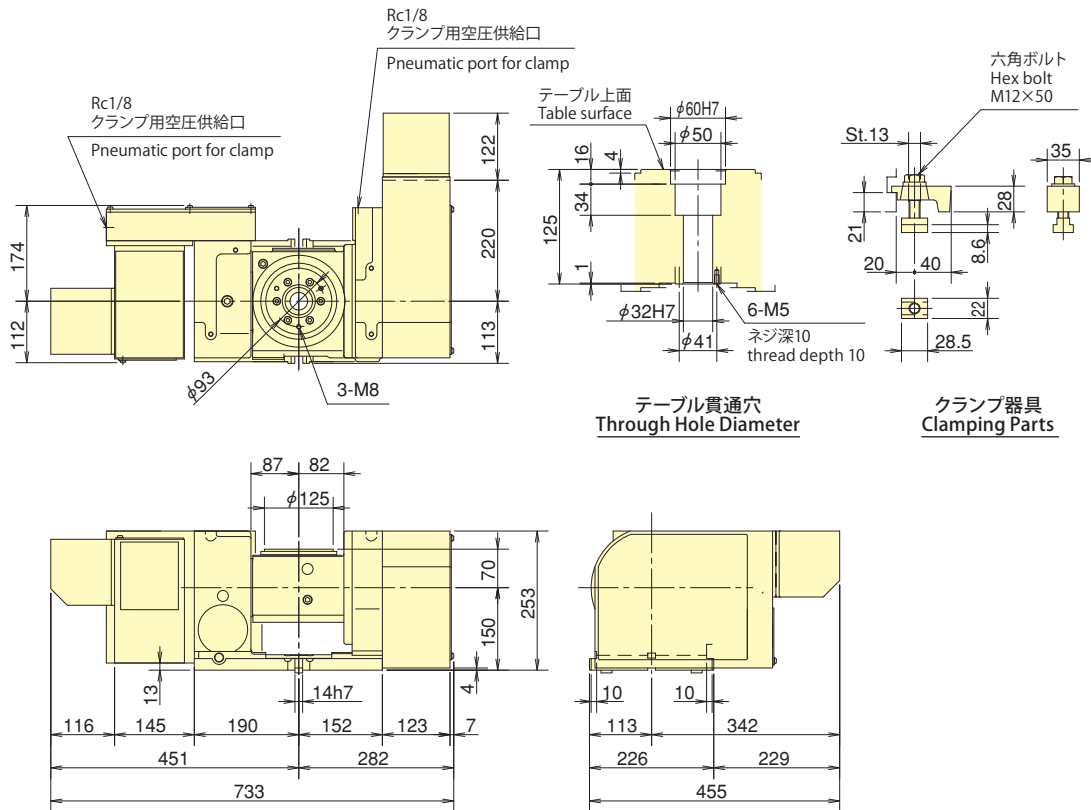 Rc1/8
クランプ用空圧供給口
Pneumatic port for clamp
Rc1/8
クランプ用空圧供給口
Pneumatic port for clamp
174
112
122
220
113
φ93
3-M8
テーブル上面
Table surface
φ60H7
φ50
16
4
34
125
1
φ32H7
φ41
6-M5
ネジ深10
thread depth 10
テーブル貫通穴
Through Hole Diameter
六角ボルト
Hex bolt
M12×50
St.13
35
28
21
8.6
20
40
22
28.5
クランプ器具
Clamping Parts
87
82
φ125
70
150
253
13
14h7
4
116
145
190
152
123
7
451
282
733
10
10
113
342
226
229
455